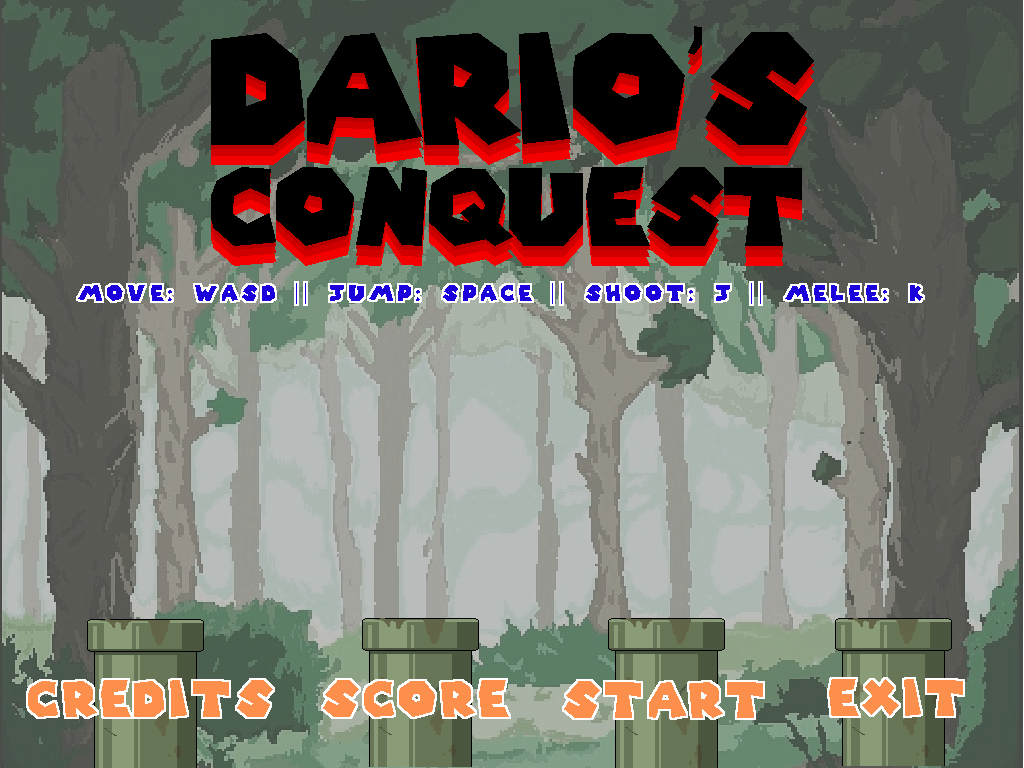 DARIO'S
CONQUEST
MOVE: WASD || JUMP: SPACE || SHOOT: J || MELEE: K
CREDITS SCORE START EXIT